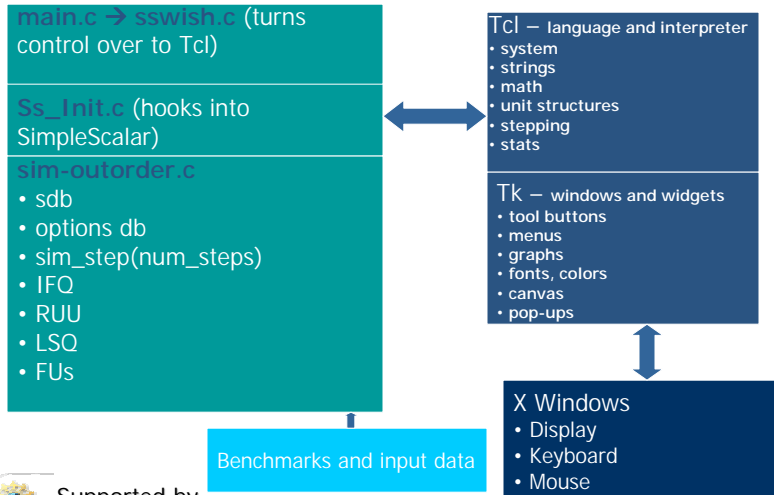 main.c → sswish.c (turns
control over to Tcl)
Ss_Init.c (hooks into
SimpleScalar)
sim-outorder.c
• sdb
• options db
• sim_step(num_steps)
• IFQ
• RUU
• LSQ
• FUs
Tcl – language and interpreter
• system
• strings
• math
• unit structures
• stepping
• stats
Tk – windows and widgets
• tool buttons
• menus
• graphs
• fonts, colors
• canvas
• pop-ups
X Windows
• Display
• Keyboard
• Mouse
Benchmarks and input data
Supported by